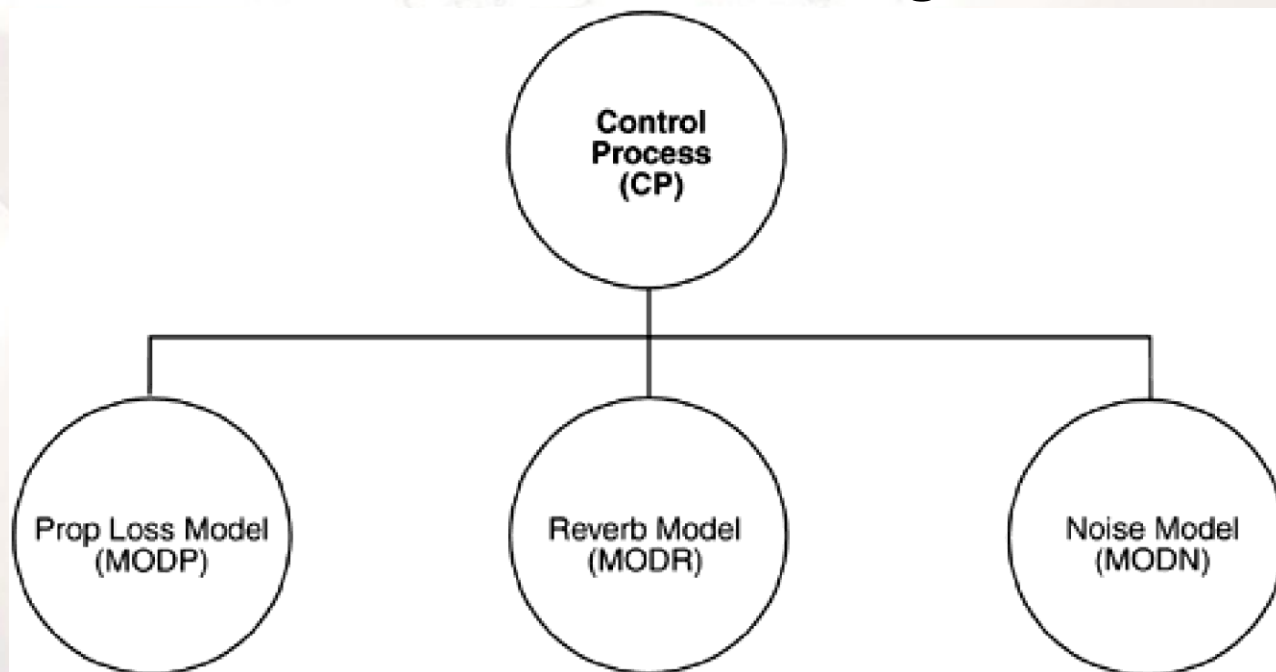 Control
Process
(CP)
Prop Loss Model
(MODP)
Reverb Model
(MODR)
Noise Model
(MODN)